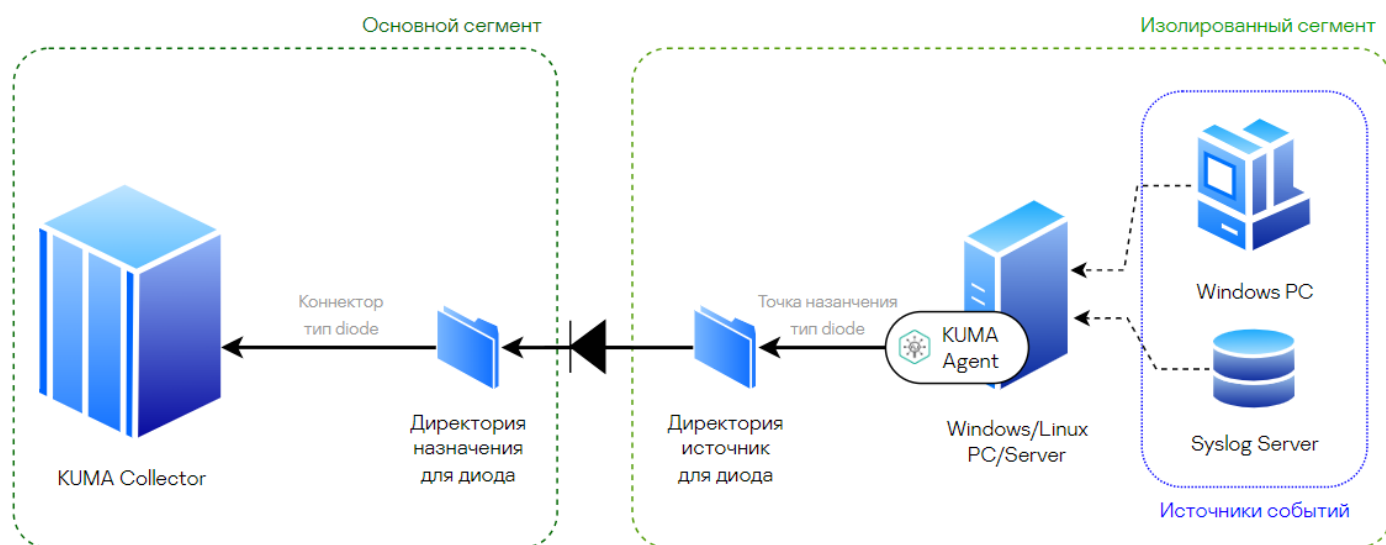 Основной сегмент
Изолированный сегмент
Коннектор
тип diode
Точка назанчения
тип diode
KUMA
Agent
Windows PC
KUMA Collector
Директория
назначения
для диода
Директория
источник
для диода
Windows/Linux
PC/Server
Syslog Server
Источники событий